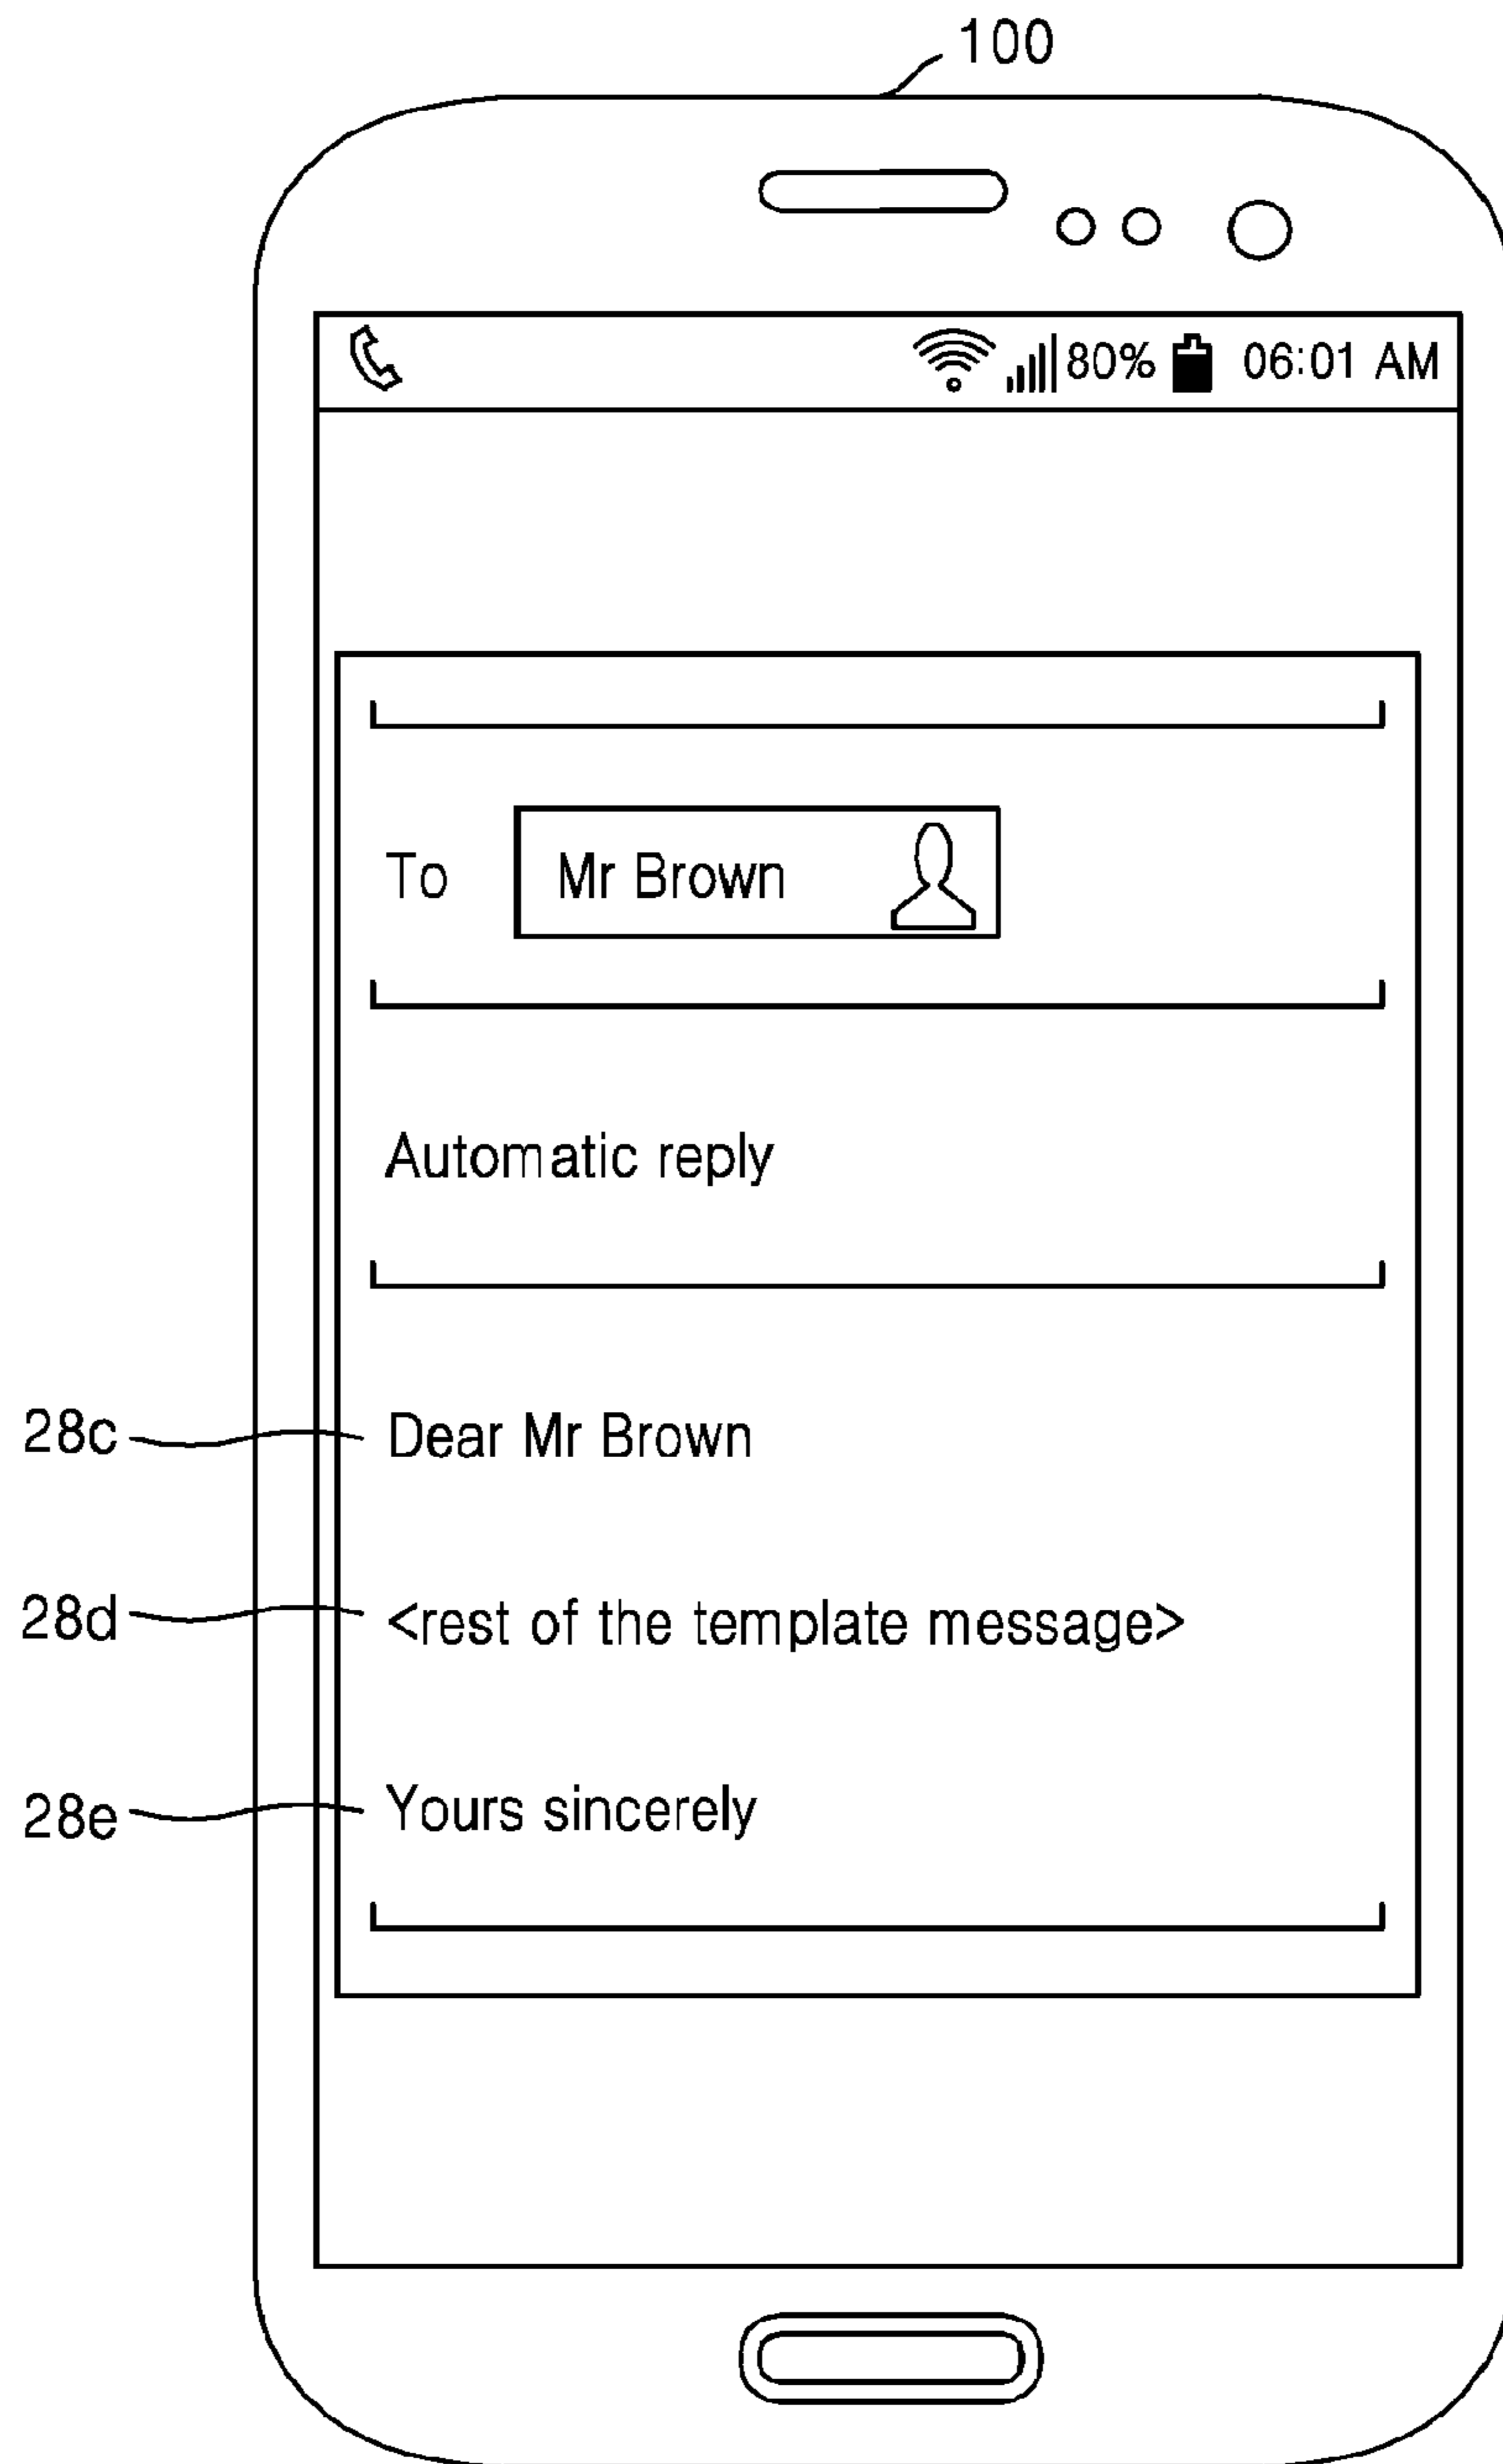 100
80% 06:01 AM
To Mr Brown
Automatic reply
28c Dear Mr Brown
28d <rest of the template message>
28e Yours sincerely